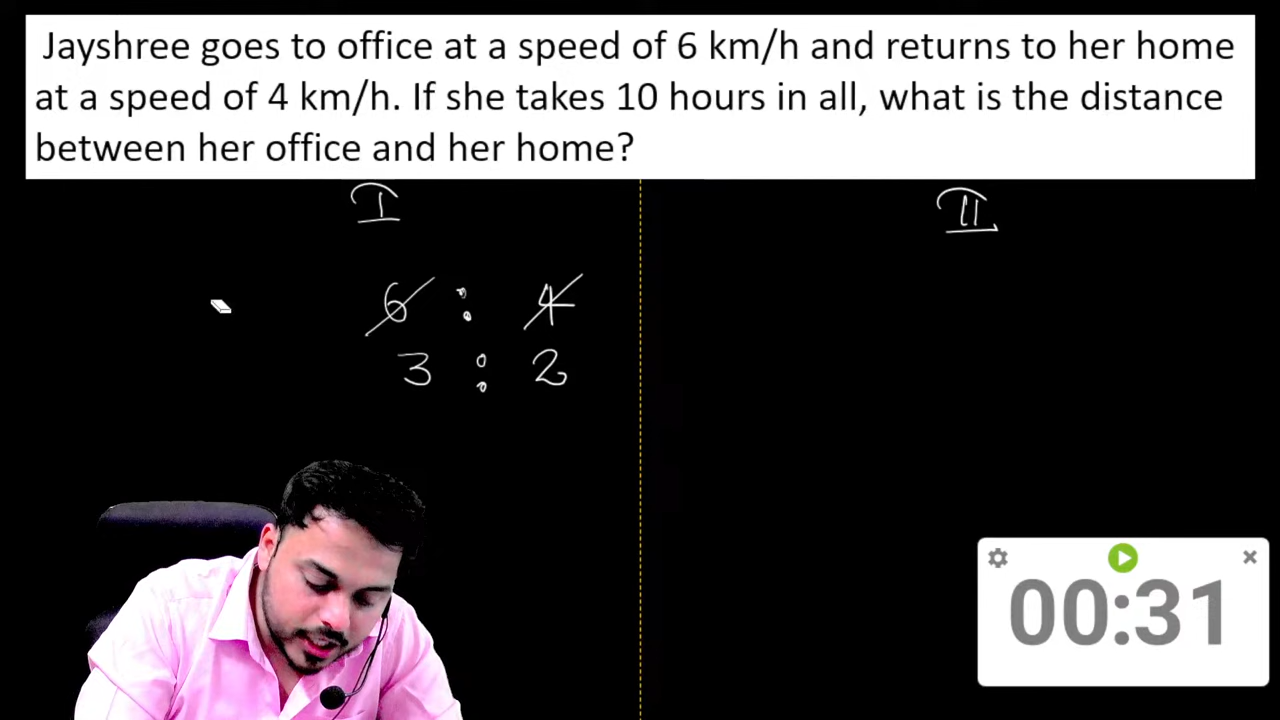 Jayshree goes to office at a speed of 6 km/h and returns to her home
at a speed of 4 km/h. If she takes 10 hours in all, what is the distance
between her office and her home?
I
II
6 : 4
3 : 2
00:31